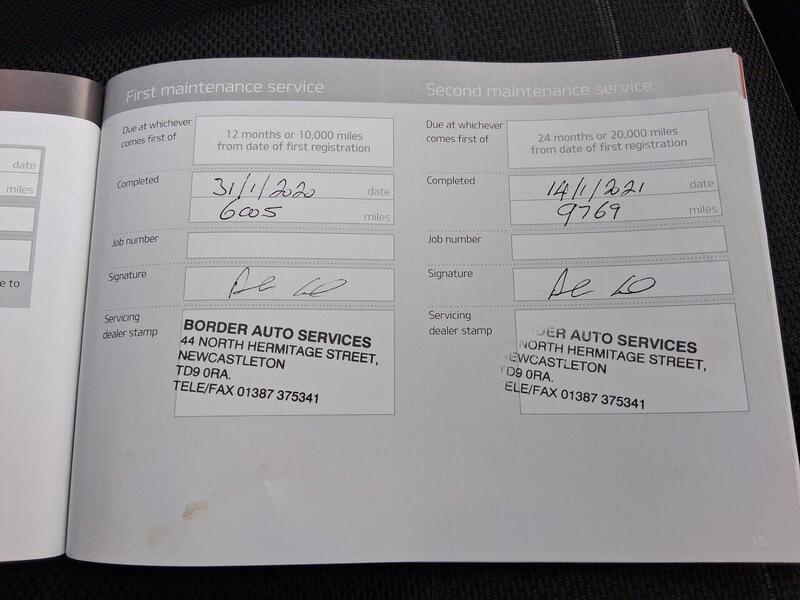 First maintenance service
Due at whichever
comes first of
12 months or 10,000 miles
from date of first registration
Completed
31/1/2020 date
6005 miles
Job number
Signature
Servicing
dealer stamp
BORDER AUTO SERVICES
44 NORTH HERMITAGE STREET,
NEWCASTLETON
TD9 0RA.
TELE/FAX 01387 375341
Second maintenance service
Due at whichever
comes first of
24 months or 20,000 miles
from date of first registration
Completed
14/1/2021 date
9769 miles
Job number
Signature
Servicing
dealer stamp
DER AUTO SERVICES
NORTH HERMITAGE STREET,
EWCASTLETON
D9 0RA.
ELE/FAX 01387 375341
date
miles
e to
15